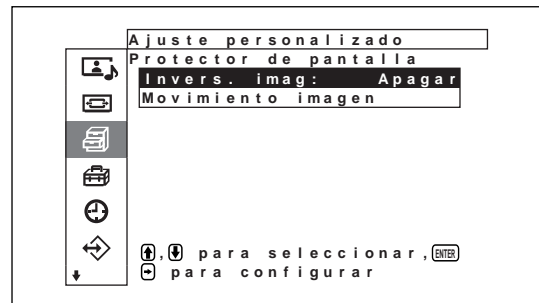 Ajuste personalizado
Protector de pantalla
Invers. imag: Apagar
Movimiento imagen
, para seleccionar, ENTER
para configurar